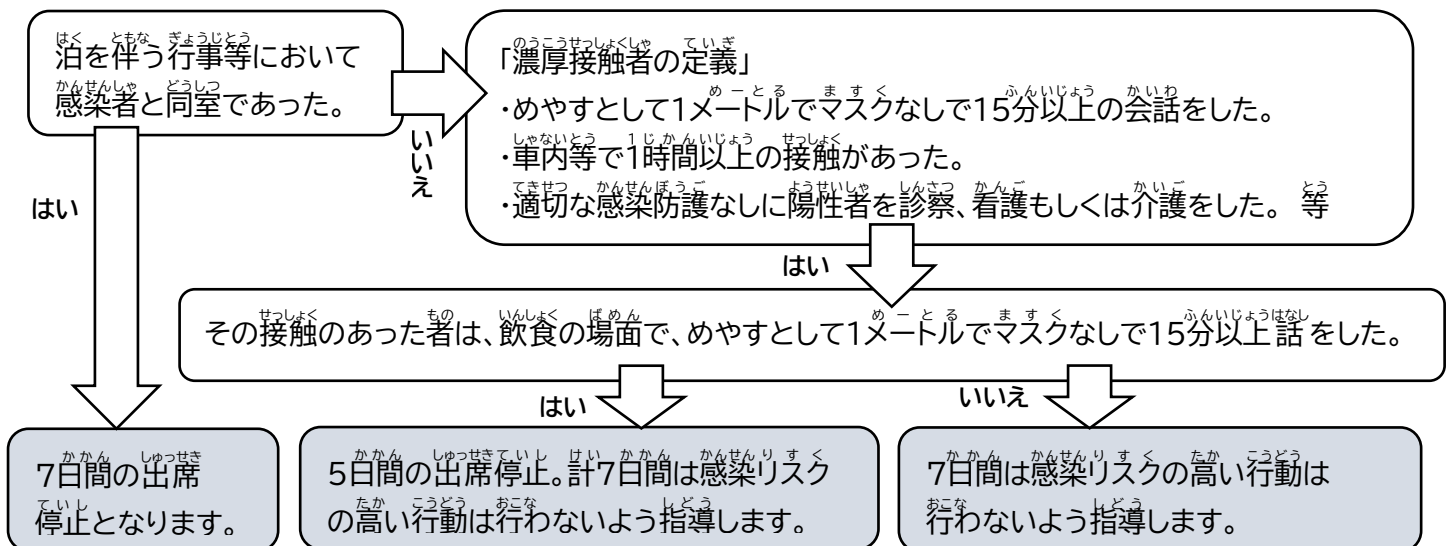 泊を伴う行事等において
感染者と同室であった。
いいえ
「濃厚接触者の定義」
・めやすとして1メートルでマスクなしで15分以上の会話をした。
・車内等で1時間以上の接触があった。
・適切な感染防護なしに陽性者を診察、看護もしくは介護をした。 等
はい
はい
その接触のあった者は、飲食の場面で、めやすとして1メートルでマスクなしで15分以上話をした。
はい
いいえ
7日間の出席
停止となります。
5日間の出席停止。計7日間は感染リスク
の高い行動は行わないよう指導します。
7日間は感染リスクの高い行動は
行わないよう指導します。